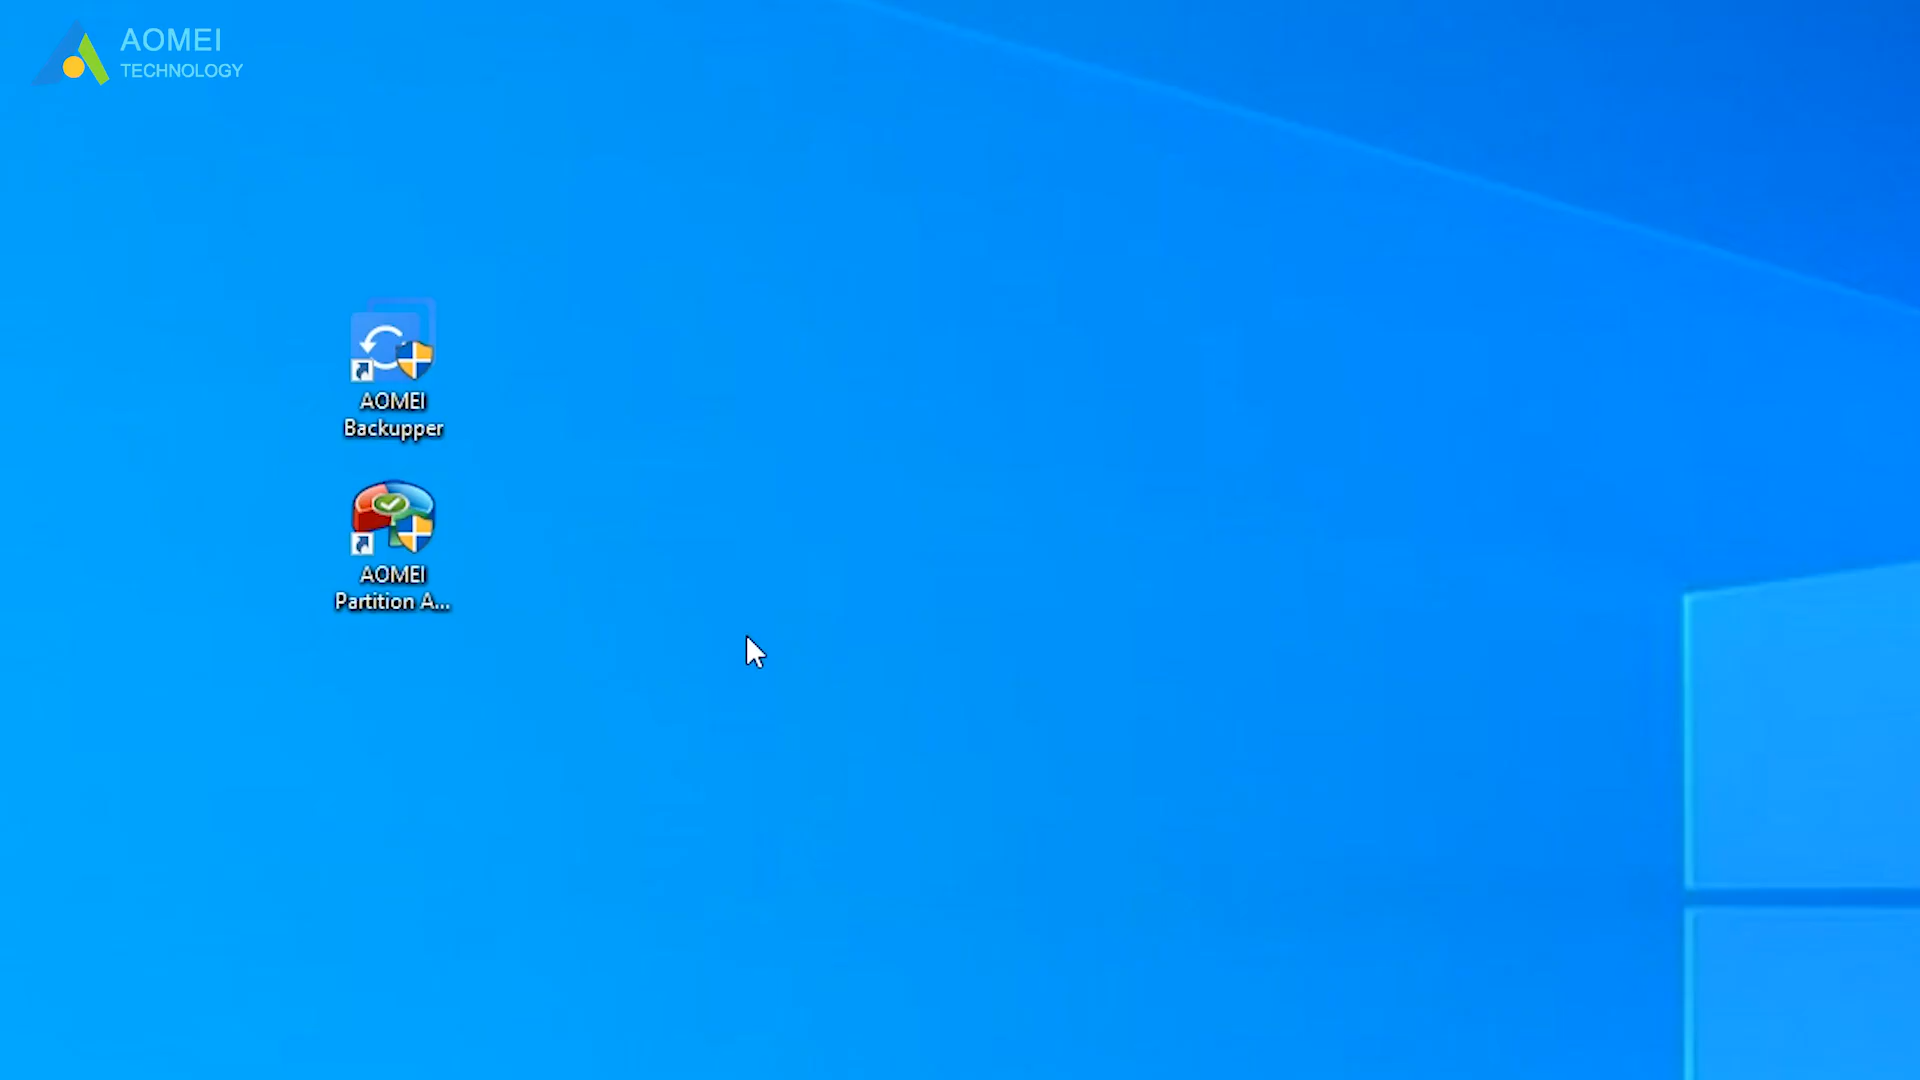 AOMEI
TECHNOLOGY
AOMEI
Backupper
AOMEI
Partition A...